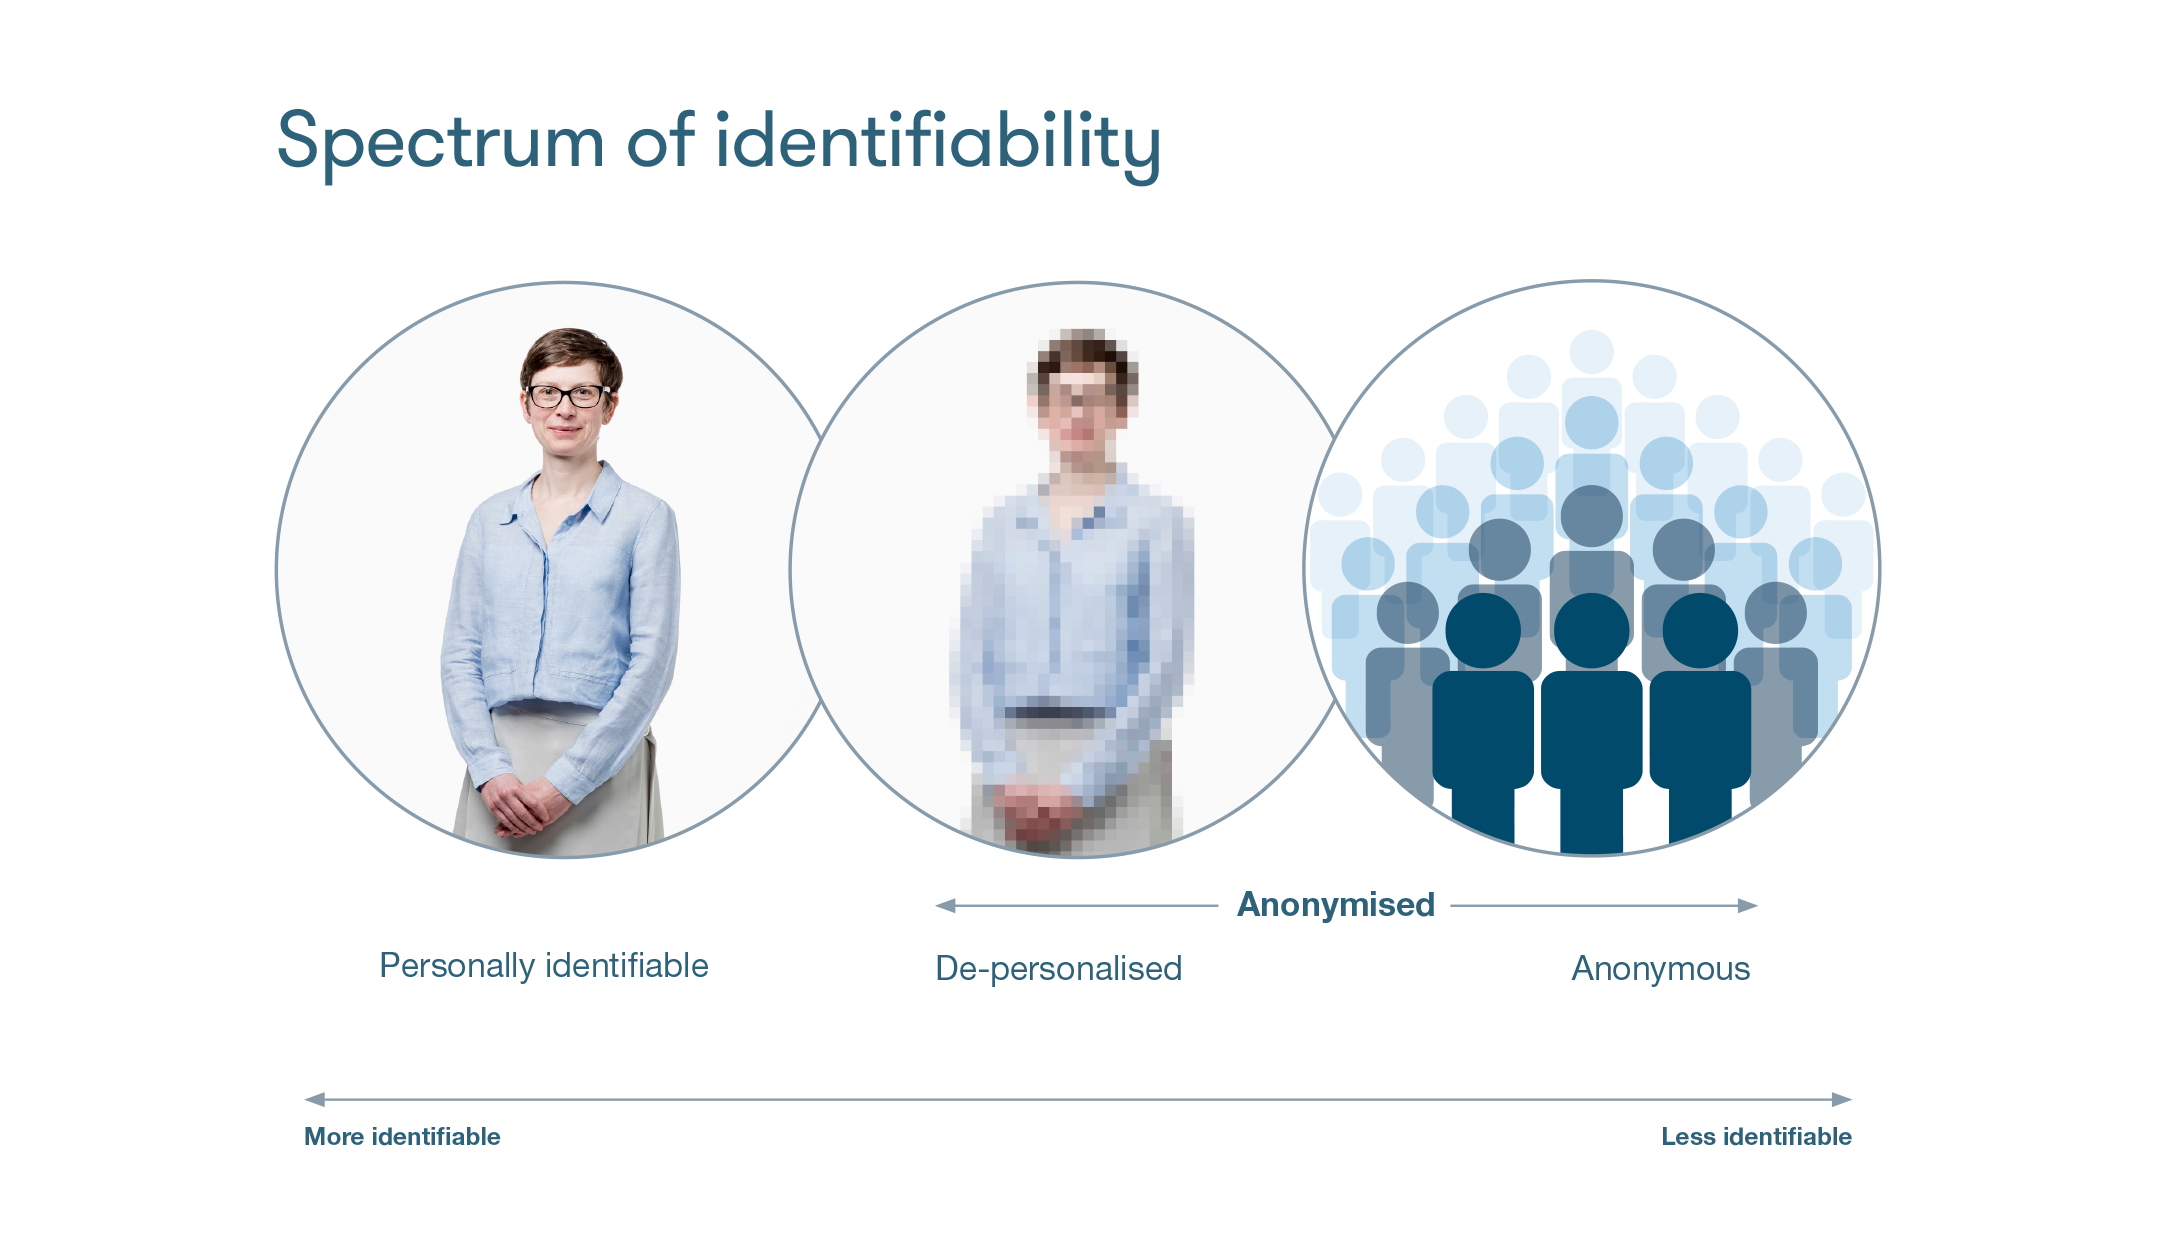 Spectrum of identifiability
Anonymised
Personally identifiable
De-personalised
Anonymous
More identifiable
Less identifiable